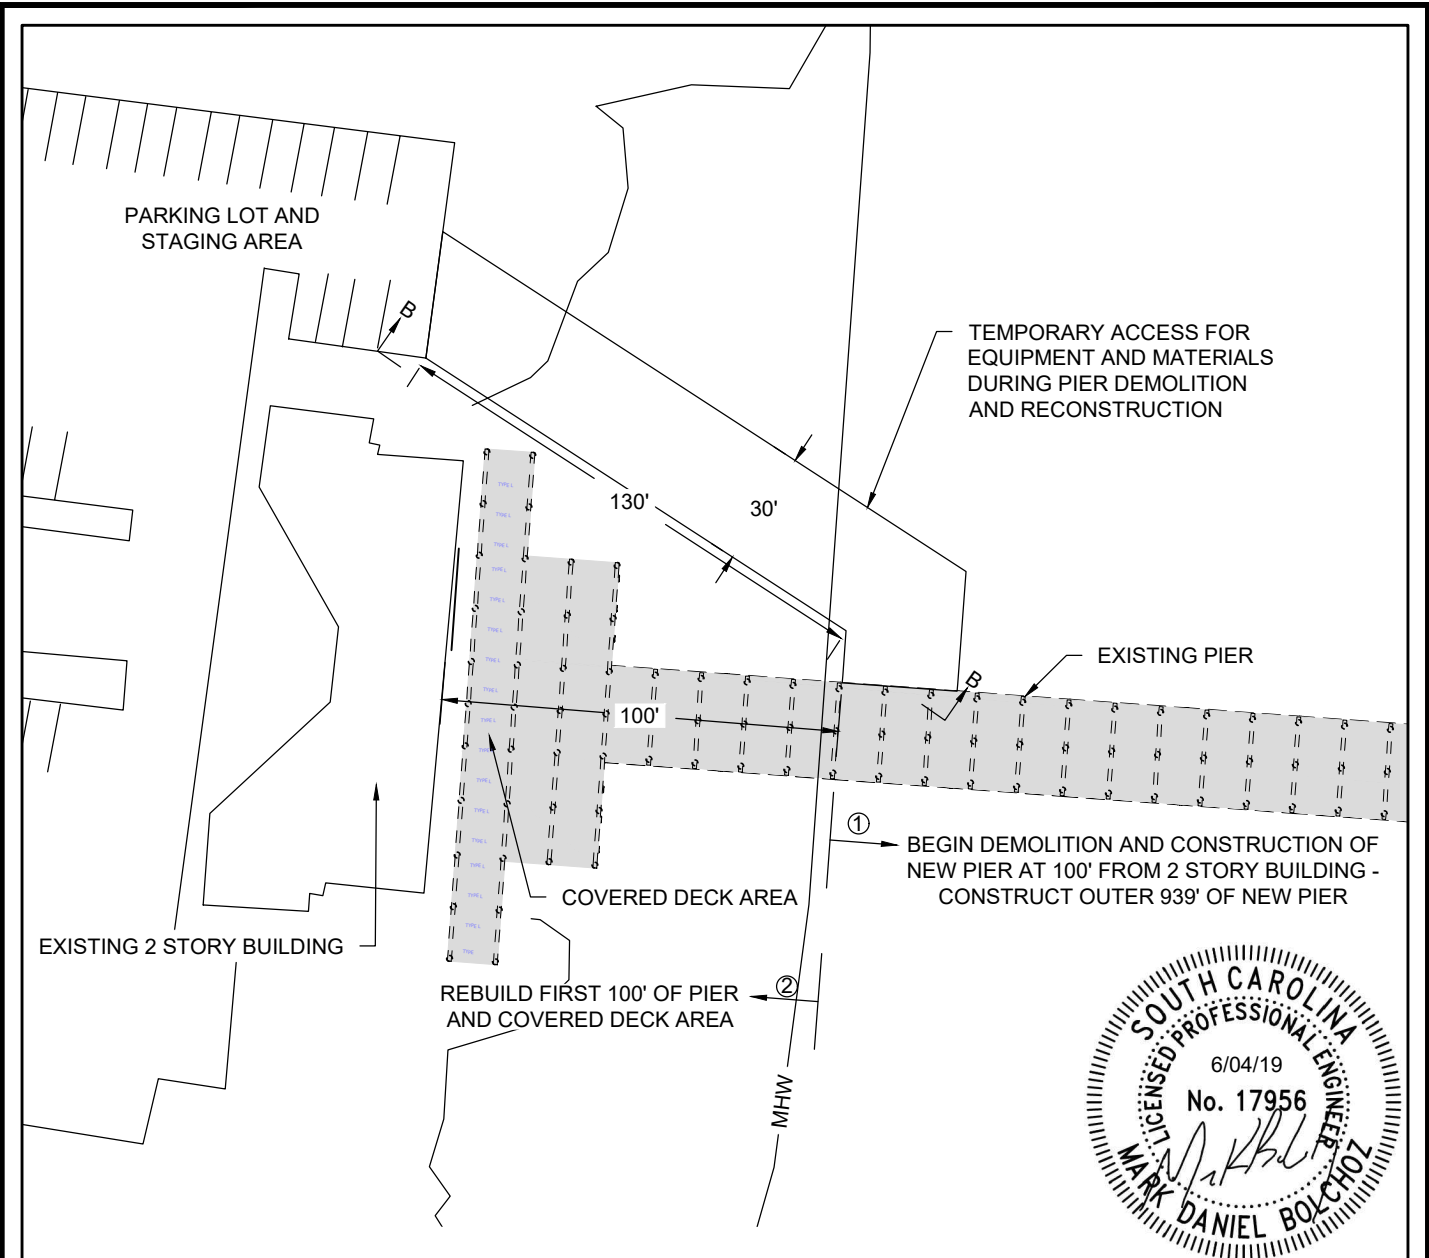 PARKING LOT AND
STAGING AREA
B
TEMPORARY ACCESS FOR
EQUIPMENT AND MATERIALS
DURING PIER DEMOLITION
AND RECONSTRUCTION
130'
30'
EXISTING PIER
B
100'
1
BEGIN DEMOLITION AND CONSTRUCTION OF
NEW PIER AT 100' FROM 2 STORY BUILDING -
CONSTRUCT OUTER 939' OF NEW PIER
COVERED DECK AREA
EXISTING 2 STORY BUILDING
2
REBUILD FIRST 100' OF PIER
AND COVERED DECK AREA
MHW
SOUTH CAROLINA
LICENSED PROFESSIONAL ENGINEER
6/04/19
No. 17956
MARK DANIEL BOLCHOZ